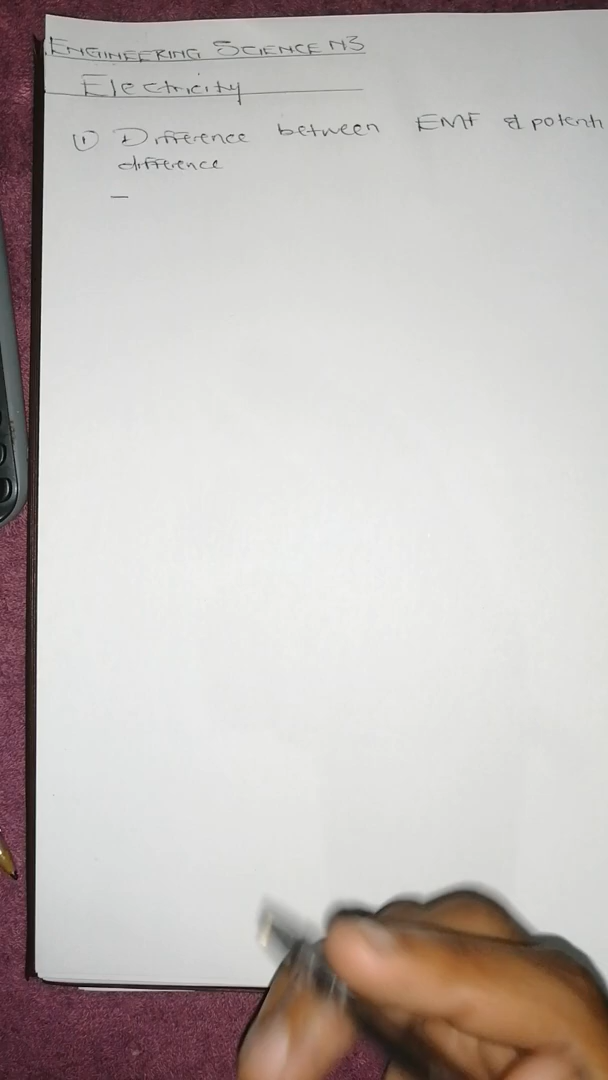 ENGINEERING SCIENCE N3
Electricity
① Difference between EMF & potenti
difference
—